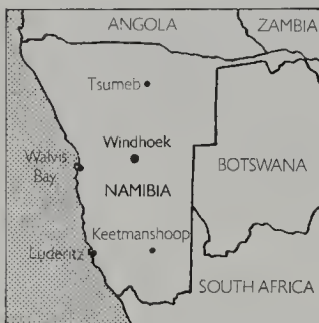 ANGOLA
ZAMBIA
Tsumeb
Windhoek
Walvis
Bay
BOTSWANA
NAMIBIA
Keetmanshoop
Luderitz
SOUTH AFRICA